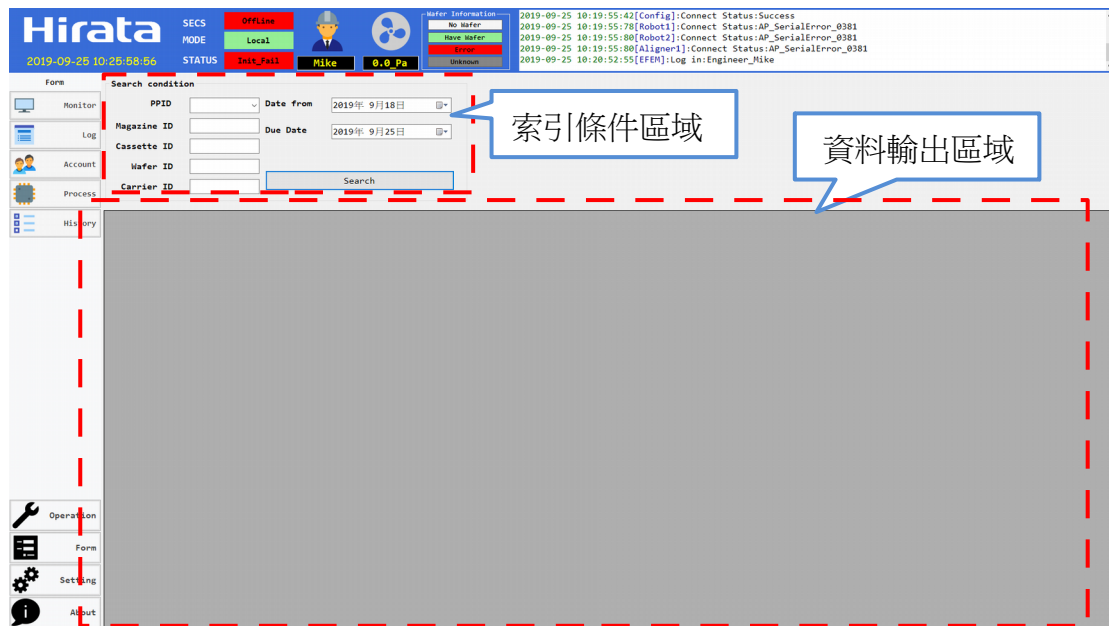 Hirata
2019-09-25 10:25:58:56
SECS
Offline
MODE
Local
STATUS
Init_Fail
Mike
0.0_Pa
Wafer Information
No Wafer
Have Wafer
Error
Unknown
2019-09-25 10:19:55:42[Config]:Connect Status:Success
2019-09-25 10:19:55:78[Robot1]:Connect Status:AP_SerialError_0381
2019-09-25 10:19:55:80[Robot2]:Connect Status:AP_SerialError_0381
2019-09-25 10:19:55:80[Aligner1]:Connect Status:AP_SerialError_0381
2019-09-25 10:20:52:55[EFEM]:Log in:Engineer_Mike
Form
Monitor
Log
Account
Process
History
Search condition
PPID
Date from
2019年 9月18日
Magazine ID
Due Date
2019年 9月25日
Cassette ID
Wafer ID
Carrier ID
Search
索引條件區域
資料輸出區域
Operation
Form
Setting
About